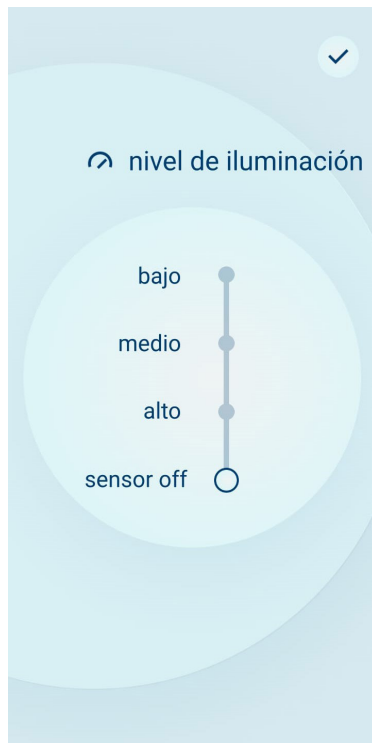 nivel de iluminación
bajo
medio
alto
sensor off